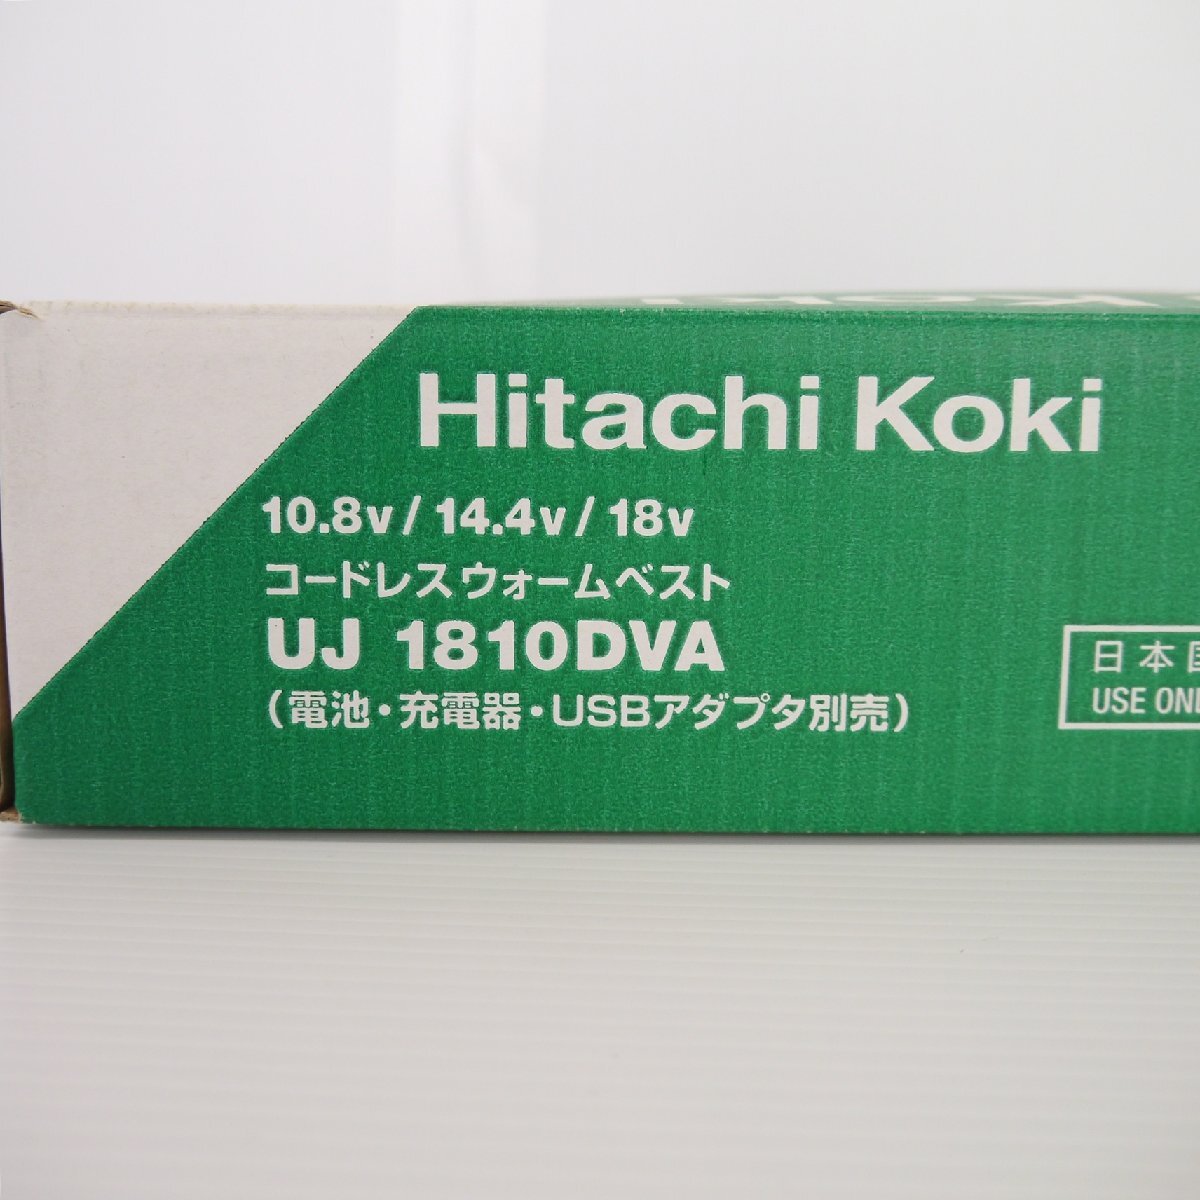 Hitachi Koki
10.8v / 14.4v / 18v
コードレスウォームベスト
UJ 1810DVA
(電池・充電器・USBアダプタ別売)
日本国
USE ONL